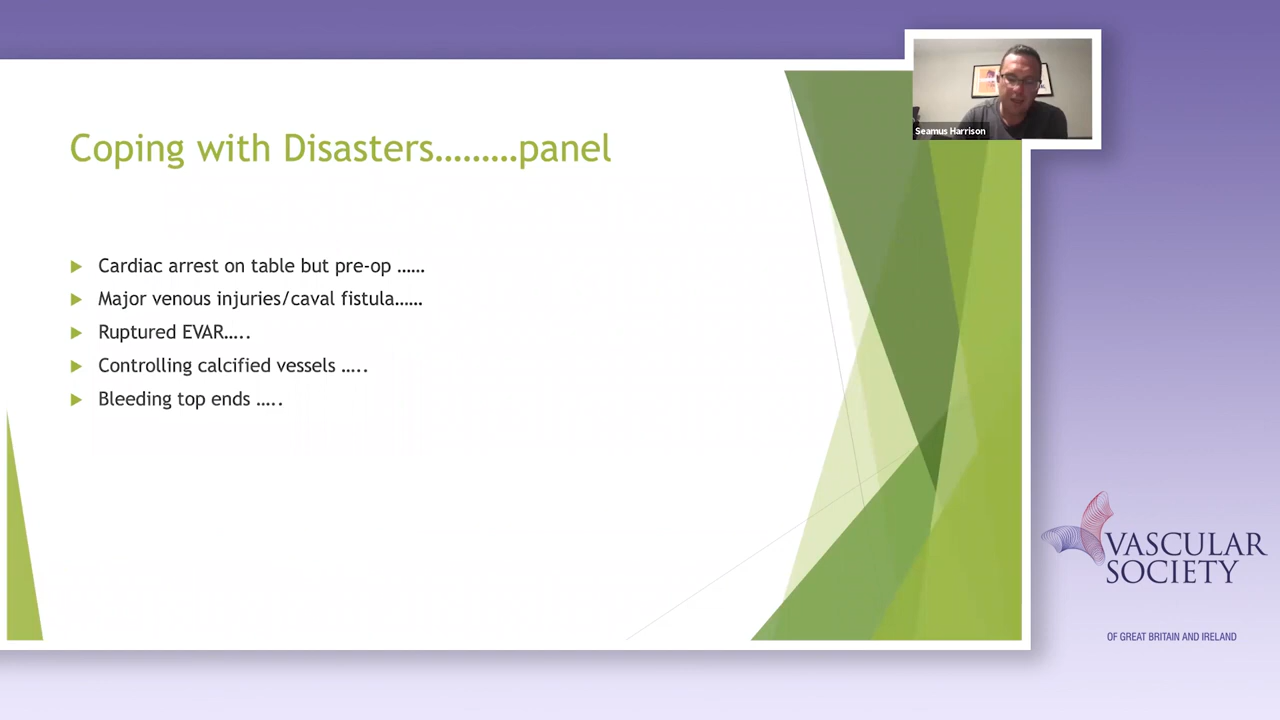 Seamus Harrison
Coping with Disasters.........panel
Cardiac arrest on table but pre-op ......
Major venous injuries/caval fistula......
Ruptured EVAR.....
Controlling calcified vessels .....
Bleeding top ends .....
VASCULAR
SOCIETY
OF GREAT BRITAIN AND IRELAND